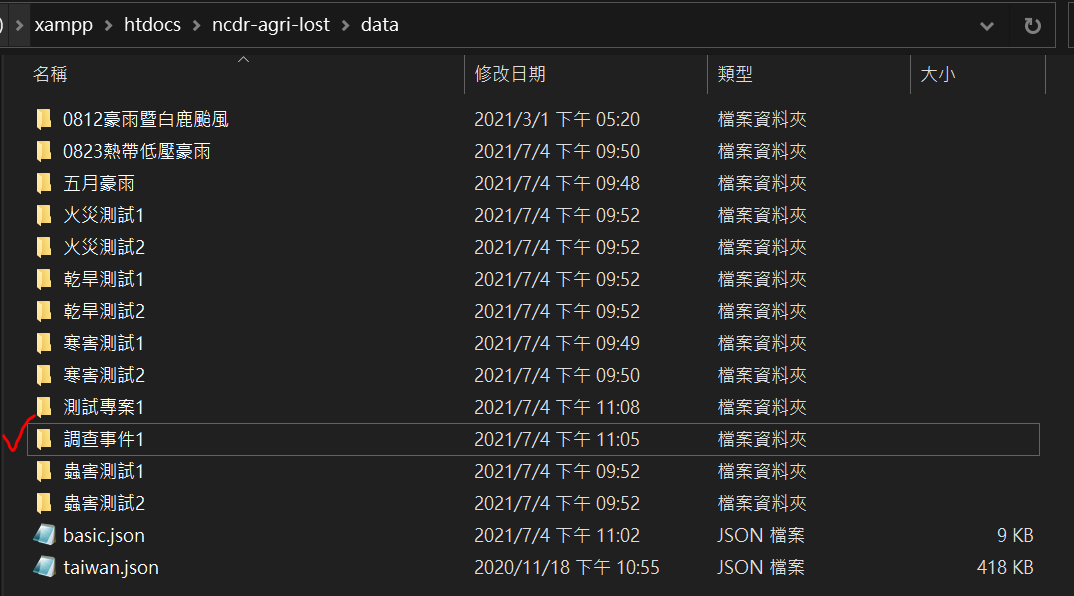 ) > xampp > htdocs > ncdr-agri-lost > data
名稱 修改日期 類型 大小
0812豪雨暨白鹿颱風 2021/3/1 下午 05:20 檔案資料夾
0823熱帶低壓豪雨 2021/7/4 下午 09:50 檔案資料夾
五月豪雨 2021/7/4 下午 09:48 檔案資料夾
火災測試1 2021/7/4 下午 09:52 檔案資料夾
火災測試2 2021/7/4 下午 09:52 檔案資料夾
乾旱測試1 2021/7/4 下午 09:52 檔案資料夾
乾旱測試2 2021/7/4 下午 09:52 檔案資料夾
寒害測試1 2021/7/4 下午 09:49 檔案資料夾
寒害測試2 2021/7/4 下午 09:50 檔案資料夾
測試專案1 2021/7/4 下午 11:08 檔案資料夾
調查事件1 2021/7/4 下午 11:05 檔案資料夾
蟲害測試1 2021/7/4 下午 09:52 檔案資料夾
蟲害測試2 2021/7/4 下午 09:52 檔案資料夾
basic.json 2021/7/4 下午 11:02 JSON 檔案 9 KB
taiwan.json 2020/11/18 下午 10:55 JSON 檔案 418 KB